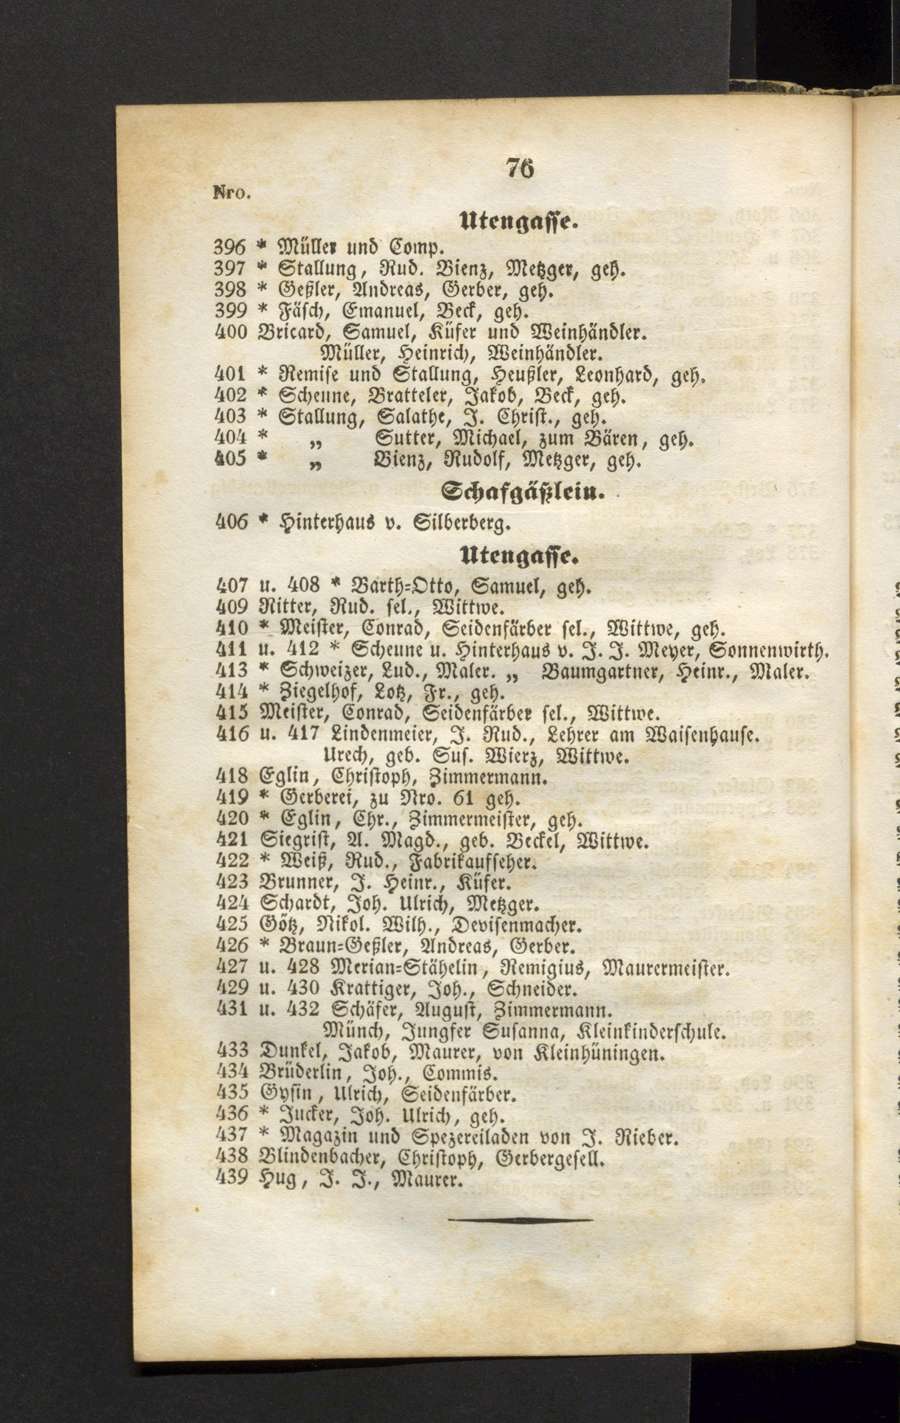 76
Nro.
Utengasse.
396 * Müller und Comp.
397 * Stallung, Rud. Bienz, Metzger, geh.
398 * Geßler, Andreas, Gerber, geh.
399 * Fäsch, Emanuel, Beck, geh.
400 Bricard, Samuel, Küfer und Weinhändler.
Müller, Heinrich, Weinhändler.
401 * Remise und Stallung, Heußler, Leonhard, geh.
402 * Scheune, Bratteler, Jakob, Beck, geh.
403 * Stallung, Salathe, J. Christ., geh.
404 * „ Sutter, Michael, zum Bären, geh.
405 * „ Bienz, Rudolf, Metzger, geh.
Schafgäßlein.
406 * Hinterhaus v. Silberberg.
Utengasse.
407 u. 408 * Barth=Otto, Samuel, geh.
409 Ritter, Rud. sel., Wittwe.
410 * Meister, Conrad, Seidenfärber sel., Wittwe, geh.
411 u. 412 * Scheune u. Hinterhaus v. J. J. Meyer, Sonnenwirth.
413 * Schweizer, Lud., Maler. „ Baumgartner, Heinr., Maler.
414 * Ziegelhof, Lotz, Fr., geh.
415 Meister, Conrad, Seidenfärber sel., Wittwe.
416 u. 417 Lindenmeier, J. Rud., Lehrer am Waisenhause.
Urech, geb. Sus. Wierz, Wittwe.
418 Eglin, Christoph, Zimmermann.
419 * Gerberei, zu Nro. 61 geh.
420 * Eglin, Chr., Zimmermeister, geh.
421 Siegrist, A. Magd., geb. Beckel, Wittwe.
422 * Weiß, Rud., Fabrikaufseher.
423 Brunner, J. Heinr., Küfer.
424 Schardt, Joh. Ulrich, Metzger.
425 Götz, Nikol. Wilh., Devisenmacher.
426 * Braun=Geßler, Andreas, Gerber.
427 u. 428 Merian=Stähelin, Remigius, Maurermeister.
429 u. 430 Krattiger, Joh., Schneider.
431 u. 432 Schäfer, August, Zimmermann.
Münch, Jungfer Susanna, Kleinkinderschule.
433 Dunkel, Jakob, Maurer, von Kleinhüningen.
434 Brüderlin, Joh., Commis.
435 Gysin, Ulrich, Seidenfärber.
436 * Jucker, Joh. Ulrich, geh.
437 * Magazin und Spezereiladen von J. Rieber.
438 Blindenbacher, Christoph, Gerbergesell.
439 Hug, J. J., Maurer.